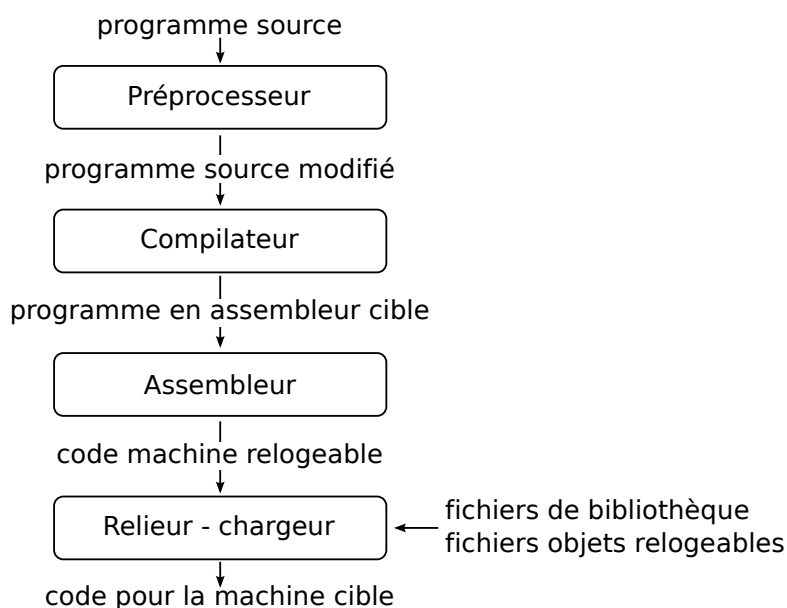 programme source
Préprocesseur
programme source modifié
Compilateur
programme en assembleur cible
Assembleur
code machine relogeable
Relieur - chargeur
fichiers de bibliothèque
fichiers objets relogeables
code pour la machine cible